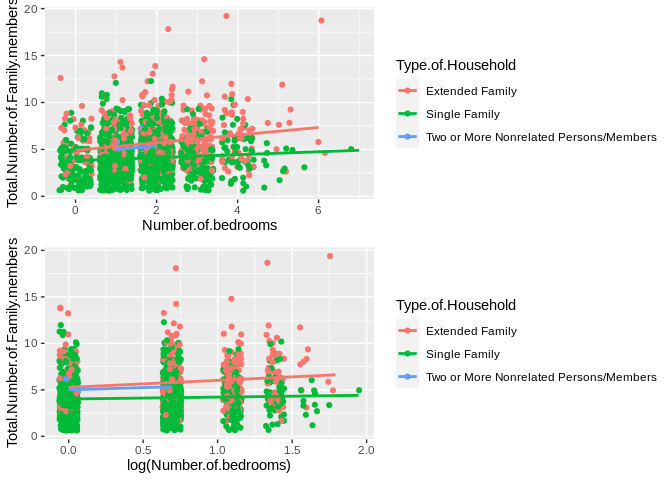 Total.Number.of.Family.members
20
15
10
5
0
0 2 4 6
Number.of.bedrooms
Type.of.Household
Extended Family
Single Family
Two or More Nonrelated Persons/Members
Total.Number.of.Family.members
20
15
10
5
0
0.0 0.5 1.0 1.5 2.0
log(Number.of.bedrooms)
Type.of.Household
Extended Family
Single Family
Two or More Nonrelated Persons/Members